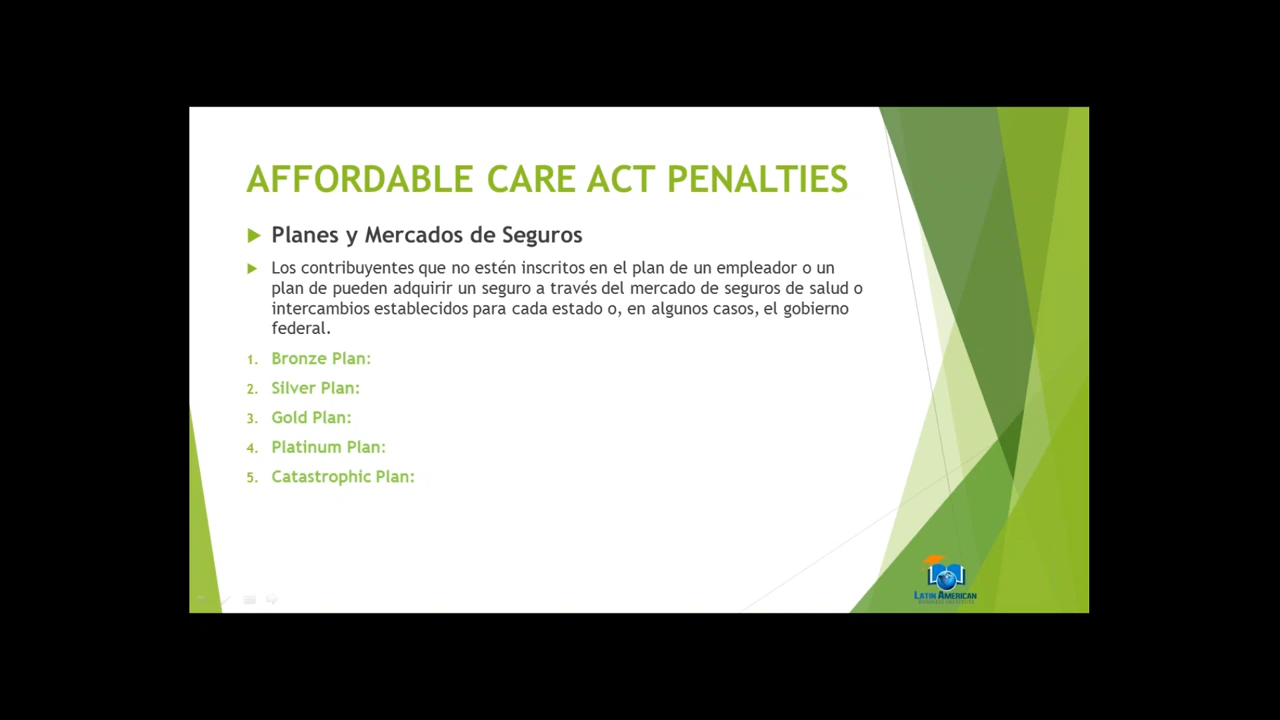 AFFORDABLE CARE ACT PENALTIES
Planes y Mercados de Seguros
Los contribuyentes que no estén inscritos en el plan de un empleador o un
plan de pueden adquirir un seguro a través del mercado de seguros de salud o
intercambios establecidos para cada estado o, en algunos casos, el gobierno
federal.
1. Bronze Plan:
2. Silver Plan:
3. Gold Plan:
4. Platinum Plan:
5. Catastrophic Plan:
LATIN AMERICAN